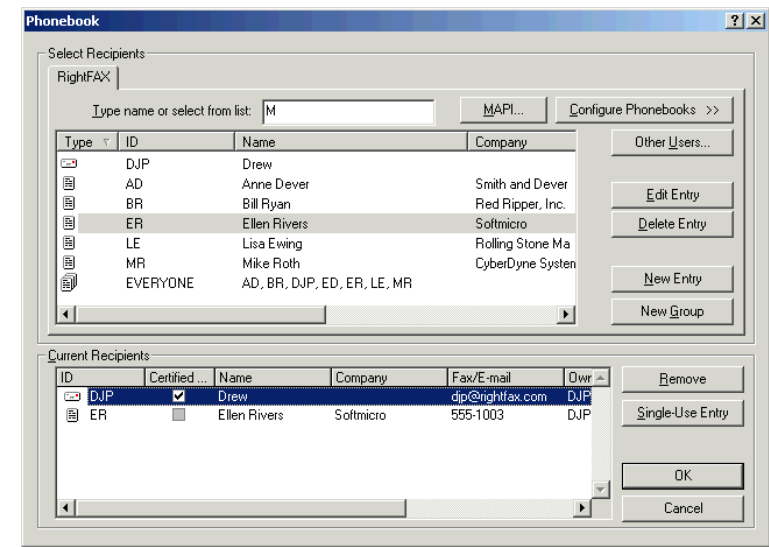 Phonebook
Select Recipients
RightFAX
Type name or select from list: M MAPI... Configure Phonebooks >>
Type ID Name Company Other Users...
DJP Drew
AD Anne Dever Smith and Dever
BR Bill Ryan Red Ripper, Inc. Edit Entry
ER Ellen Rivers Softmicro Delete Entry
LE Lisa Ewing Rolling Stone Ma
MR Mike Roth CyberDyne System
EVERYONE AD, BR, DJP, ED, ER, LE, MR New Entry
New Group
Current Recipients
ID Certified ... Name Company Fax/E-mail Owr Remove
DJP Drew djp@rightfax.com DJP
ER Ellen Rivers Softmicro 555-1003 DJP Single-Use Entry
OK
Cancel